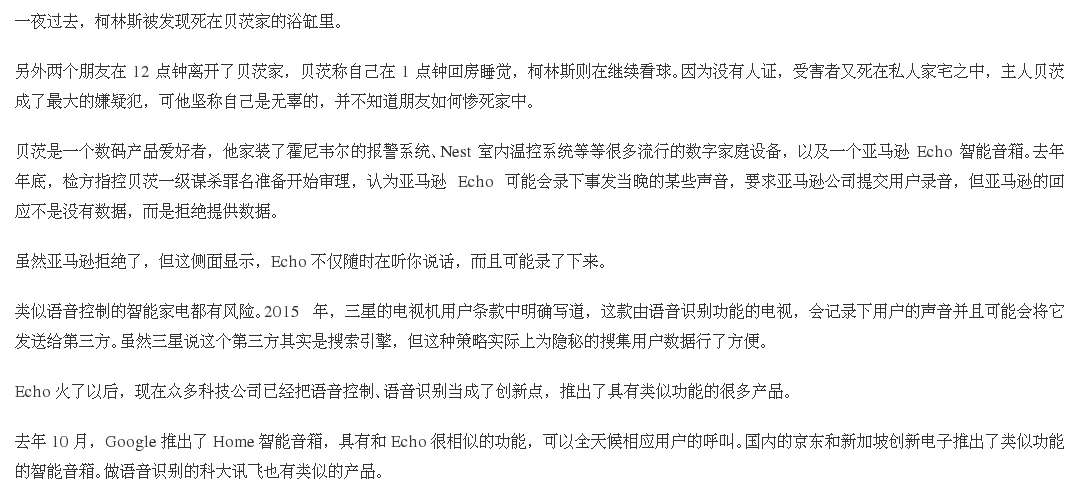 一夜过去，柯林斯被发现死在贝茨家的浴缸里。
另外两个朋友在 12 点钟离开了贝茨家，贝茨称自己在 1 点钟回房睡觉，柯林斯则在继续看球。因为没有人证，受害者又死在私人家宅之中，主人贝茨
成了最大的嫌疑犯，可他坚称自己是无辜的，并不知道朋友如何惨死家中。
贝茨是一个数码产品爱好者，他家装了霍尼韦尔的报警系统、Nest 室内温控系统等等很多流行的数字家庭设备，以及一个亚马逊 Echo 智能音箱。去年
年底，检方指控贝茨一级谋杀罪名准备开始审理，认为亚马逊 Echo 可能会录下事发当晚的某些声音，要求亚马逊公司提交用户录音，但亚马逊的回
应不是没有数据，而是拒绝提供数据。
虽然亚马逊拒绝了，但这侧面显示，Echo 不仅随时在听你说话，而且可能录了下来。
类似语音控制的智能家电都有风险。2015 年，三星的电视机用户条款中明确写道，这款由语音识别功能的电视，会记录下用户的声音并且可能会将它
发送给第三方。虽然三星说这个第三方其实是搜索引擎，但这种策略实际上为隐秘的搜集用户数据行了方便。
Echo 火了以后，现在众多科技公司已经把语音控制、语音识别当成了创新点，推出了具有类似功能的很多产品。
去年 10 月，Google 推出了 Home 智能音箱，具有和 Echo 很相似的功能，可以全天候相应用户的呼叫。国内的京东和新加坡创新电子推出了类似功能
的智能音箱。做语音识别的科大讯飞也有类似的产品。